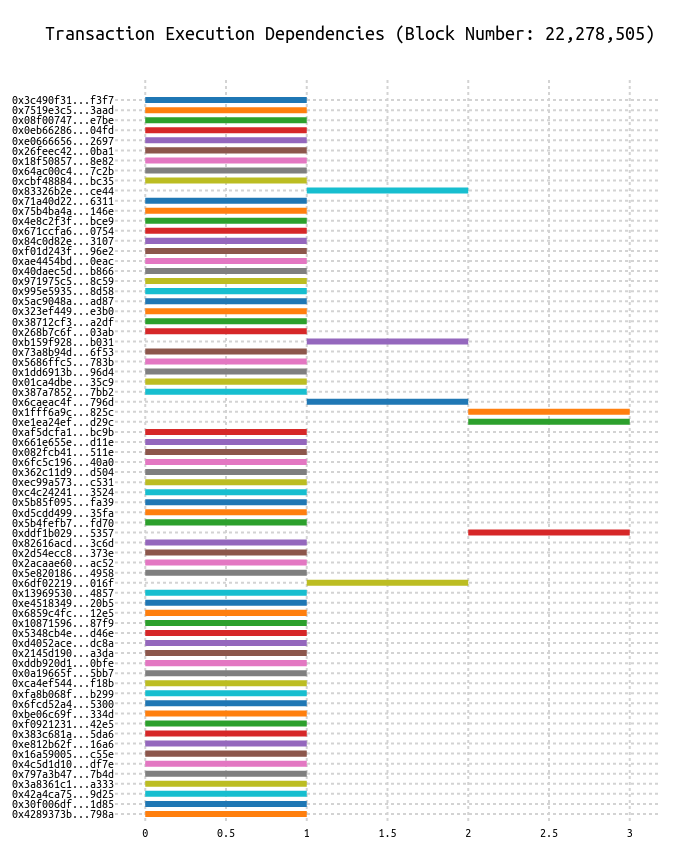 Transaction Execution Dependencies (Block Number: 22,278,505)
0x3c490f31...f3f7
0x7519e3c5...3aad
0x08f00747...e7be
0x0eb66286...04fd
0xe0666656...2697
0x26feec42...0ba1
0x18f50857...8e82
0x64ac00c4...7c2b
0xcbf48884...bc35
0x83326b2e...ce44
0x71a40d22...6311
0x75b4ba4a...146e
0x4e8c2f3f...bce9
0x671ccfa6...0754
0x84c0d82e...3107
0xf01d243f...96e2
0xae4454bd...0eac
0x40daec5d...b866
0x971975c5...8c59
0x995e5935...8d58
0x5ac9048a...ad87
0x323ef449...e3b0
0x38712cf3...a2df
0x268b7c6f...03ab
0xb159f928...b031
0x73a8b94d...6f53
0x5686ffc5...783b
0x1dd6913b...96d4
0x01ca4dbe...35c9
0x387a7852...7bb2
0x6caeac4f...796d
0x1fff6a9c...825c
0xe1ea24ef...d29c
0xaf5dcfa1...bc9b
0x661e655e...d11e
0x082fcb41...511e
0x6fc5c196...40a0
0x362c11d9...d504
0xec99a573...c531
0xc4c24241...3524
0x5b85f095...fa39
0xd5cdd499...35fa
0x5b4fefb7...fd70
0xddf1b029...5357
0x82616acd...3c6d
0x2d54ecc8...373e
0x2acaae60...ac52
0x5e820186...4958
0x6df02219...016f
0x13969530...4857
0xe4518349...20b5
0x6859c4fc...12e5
0x10871596...87f9
0x5348cb4e...d46e
0xd4052ace...dc8a
0x2145d190...a3da
0xddb920d1...0bfe
0x0a19665f...5bb7
0xca4ef544...f18b
0xfa8b068f...b299
0x6fcd52a4...5300
0xbe06c69f...334d
0xf0921231...42e5
0x383c681a...5da6
0xe812b62f...16a6
0x16a59005...c55e
0x4c5d1d10...df7e
0x797a3b47...7b4d
0x3a8361c1...a333
0x42a4ca75...9d25
0x30f006df...1d85
0x4289373b...798a
0 0.5 1 1.5 2 2.5 3